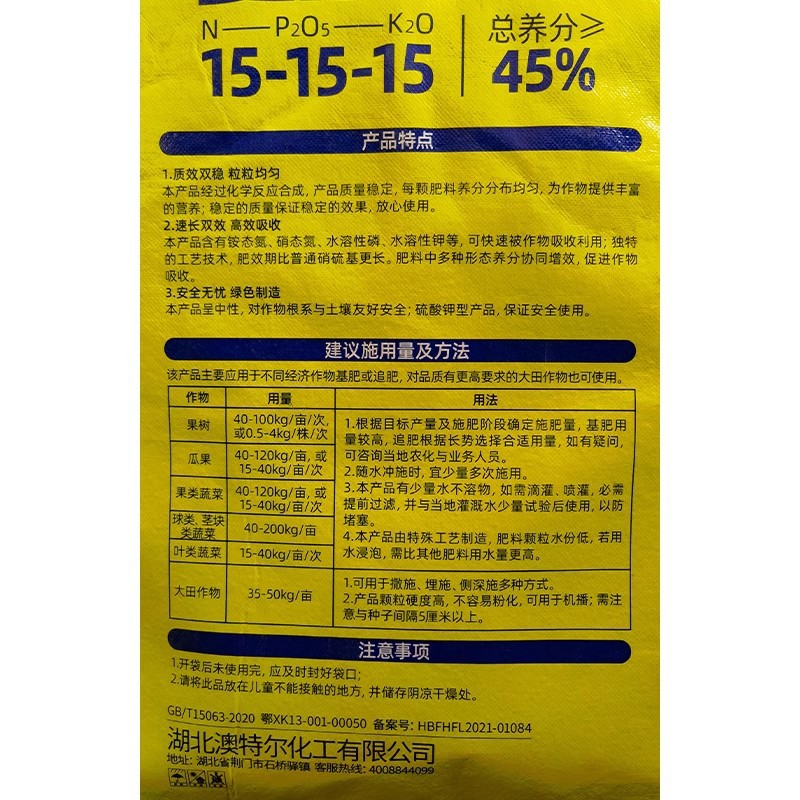 N——P2O5——K2O
总养分≥
15-15-15
45%
产品特点
1.质效双稳 粒粒均匀
本产品经过化学反应合成，产品质量稳定，每颗肥料养分分布均匀，为作物提供丰富
的营养；稳定的质量保证稳定的效果，放心使用。
2.速长双效 高效吸收
本产品含有铵态氮、硝态氮、水溶性磷、水溶性钾等，可快速被作物吸收利用；独特
的工艺技术，肥效期比普通硝硫基更长。肥料中多种形态养分协同增效，促进作物
吸收。
3.安全无忧 绿色制造
本产品呈中性，对作物根系与土壤友好安全；硫酸钾型产品，保证安全使用。
建议施用量及方法
该产品主要应用于不同经济作物基肥或追肥，对品质有更高要求的大田作物也可使用。
作物 用量 用法
果树
40-100kg/亩/次，
或0.5-4kg/株/次
瓜果
40-120kg/亩，或
15-40kg/亩/次
果类蔬菜
40-120kg/亩，或
15-40kg/亩/次
球类、茎块
类蔬菜
40-200kg/亩
叶类蔬菜
15-40kg/亩/次
1.根据目标产量及施肥阶段确定施肥量，基肥用
量较高，追肥根据长势选择合适用量，如有疑问，
可咨询当地农化与业务人员。
2.随水冲施时，宜少量多次施用。
3.本产品有少量水不溶物，如需滴灌、喷灌，必需
提前过滤，并与当地灌溉水少量试验后使用，以防
堵塞。
4.本产品由特殊工艺制造，肥料颗粒水份低，若用
水浸泡，需比其他肥料用水量更高。
大田作物
35-50kg/亩
1.可用于撒施、埋施、侧深施多种方式。
2.产品颗粒硬度高，不容易粉化，可用于机播；需注
意与种子间隔5厘米以上。
注意事项
1.开袋后未使用完，应及时封好袋口；
2.请将此品放在儿童不能接触的地方，并储存阴凉干燥处。
GB/T15063-2020 鄂XK13-001-00050 备案号：HBFHFL2021-01084
湖北澳特尔化工有限公司
地址：湖北省荆门市石桥驿镇 客服热线：4008844099